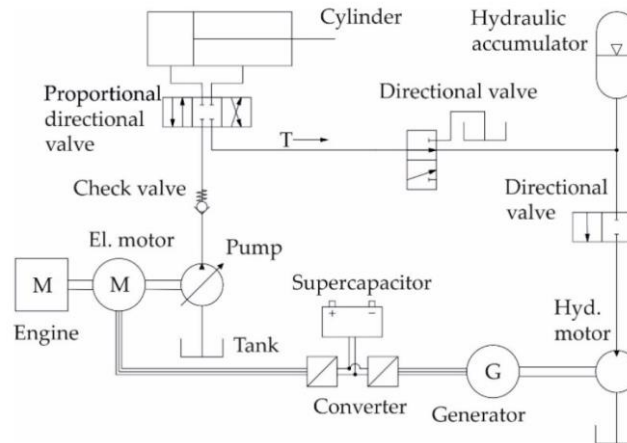 Cylinder
Hydraulic
accumulator
Proportional
directional
valve
Directional valve
T
Check valve
Directional
valve
El. motor
Pump
M
M
Supercapacitor
+ −
Hyd.
motor
Engine
Tank
G
Converter
Generator